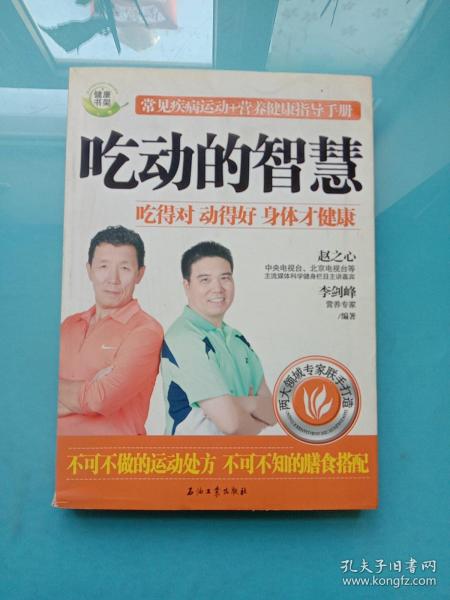 健康
书架
常见疾病运动+营养健康指导手册
吃动的智慧
吃得对 动得好 身体才健康
赵之心
中央电视台、北京电视台等
主流媒体科学健身栏目主讲嘉宾
李剑峰
营养专家
/编著
两大领域专家联手打造
不可不做的运动处方 不可不知的膳食搭配
石油工业出版社
孔夫子旧书网
www.kongfz.com